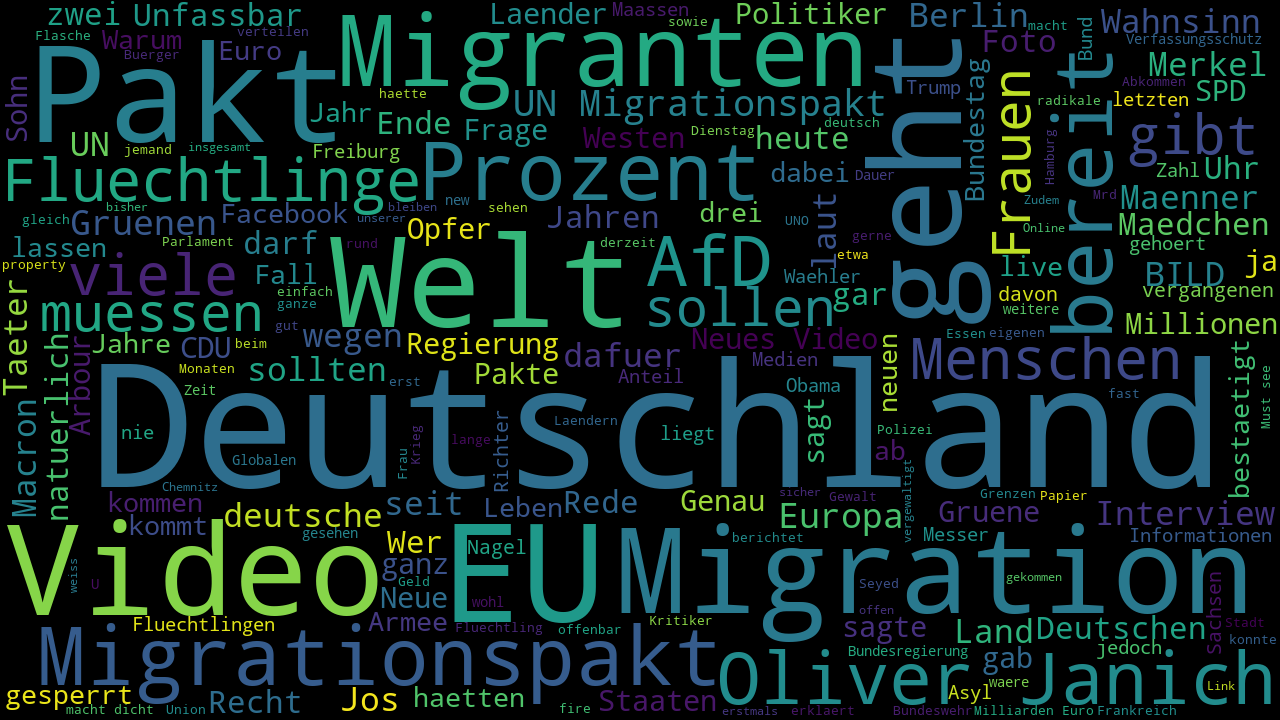 zwei Unfassbar
Laender
Maassen
sowie
Politiker
Berlin
macht
Wahnsinn
Flasche
Warum
verteilen
Buerger
Euro
Pakt
Migranten
geht
Foto
Bund
Verfassungsschutz
Merkel
Sohn
haette
Trump
Bundestag
Abkommen
radikale
letzten
SPD
Jahr
UN Migrationspakt
Ende
Frage
Westen
Dienstag
deutsch
heute
Frauen
bereit
Hamburg
gibt
UN
jemand
insgesamt
Freiburg
Fluechtlinge
Prozent
dabei
Dauer
Zahl
Uhr
new
Zudem
Mrd
Maenner
gleich
bisher
Gruenen
Facebook
unserer
bleiben
sehen
Jahren
drei
UNO
laut
gerne
Online
Maedchen
lassen
Parlament
darf
rund
Opfer
Welt
derzeit
AfD
etwa
gehoert
property
viele
Fall
Waehler
live
BILD
ja
Taeter
einfach
ganze
sollen
gar
davon
weitere
vergangenen
muessen
gut
wegen
Neues Video
Essen
eigenen
Millionen
natuerlich
Jahre
Arbour
CDU
beim
Regierung
dafuer
Medien
neuen
Menschen
bestaetigt
Must see
Monaten
Zeit
sollten
erst
Pakte
Anteil
Obama
fast
Macron
nie
Deutschland
Globalen
Frau
Krieg
lange
Richter
Laendern
liegt
sagt
Polizei
ab
Chemnitz
kommen
seit
Leben
Rede
Genau
sicher
Gewalt
vergewaltigt
Grenzen
Papier
kommt
deutsche
gesehen
Wer
Europa
Gruene
Interview
Video
weiss
U
ganz
Geld
Neue
EU
Nagel
wohl
Migration
berichtet
Messer
Seyed
offen
gekommen
Informationen
Fluechtlingen
Armee
Fluechtling
offenbar
Kritiker
sagte
Land
Deutschen
Sachsen
Stadt
konnte
Migrationspakt
Oliver Janich
Bundesregierung
gab
jedoch
gesperrt
macht dicht
Union
Recht
Jos
haetten
fire
Staaten
erstmals
erklaert
Bundeswehr
Asyl
waere
Milliarden Euro
Frankreich
Link